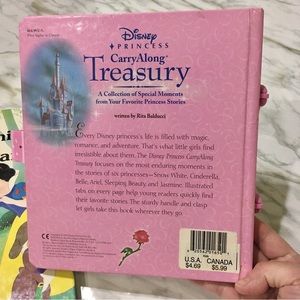 Disney
PRINCESS
CarryAlong
Treasury
A Collection of Special Moments
from Your Favorite Princess Stories
written by Rita Balducci
Every Disney princess's life is filled with magic,
romance, and adventure. That's what little girls find
irresistible about them. The Disney Princess CarryAlong
Treasury focuses on the most enduring moments in
the stories of six princesses—Snow White, Cinderella,
Belle, Ariel, Sleeping Beauty, and Jasmine. Illustrated
tabs on every page help young readers quickly find
their favorite stories. The sturdy handle and clasp
let girls take this book wherever they go.
U.S.A. CANADA
$4.69 $5.99